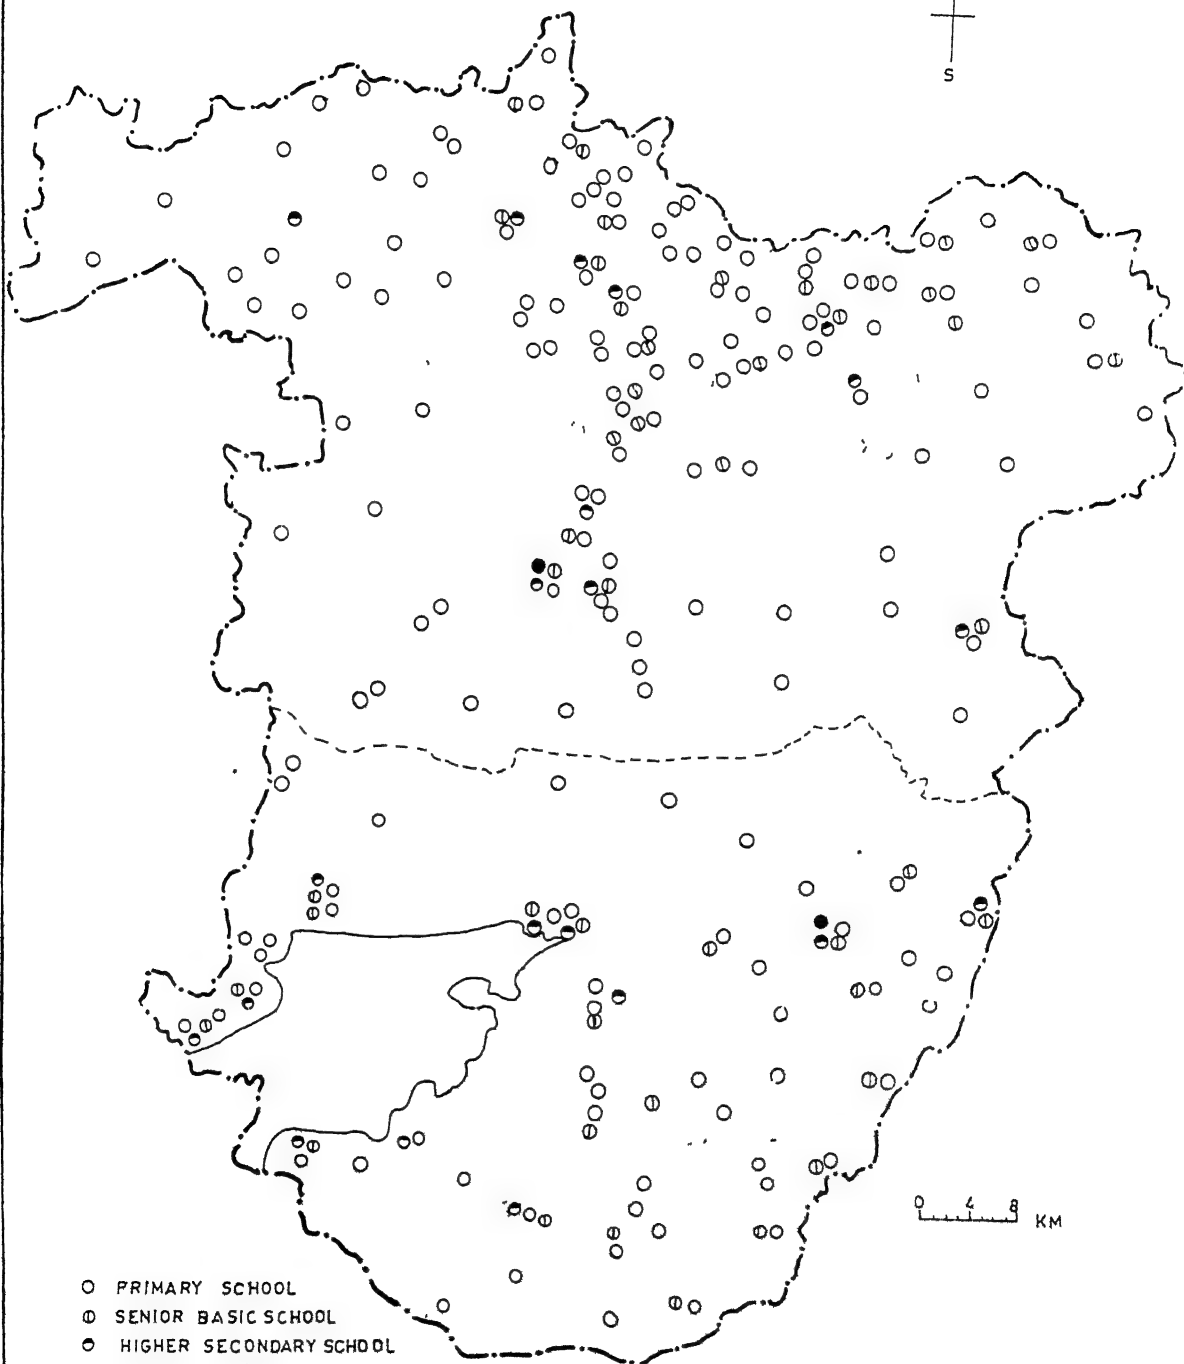 S
0 4 8 KM
PRIMARY SCHOOL
SENIOR BASIC SCHOOL
HIGHER SECONDARY SCHOOL